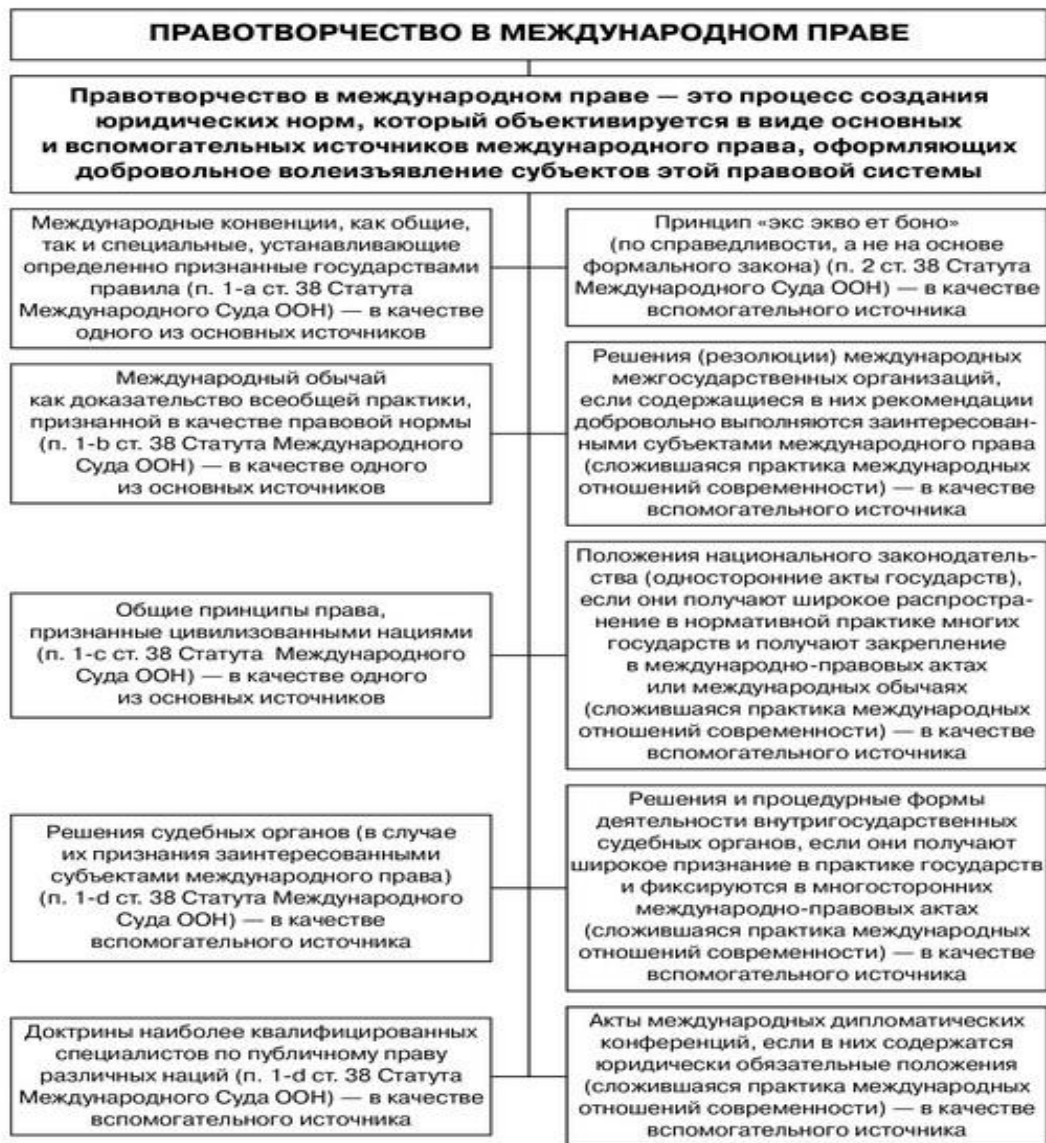 ПРАВОТВОРЧЕСТВО В МЕЖДУНАРОДНОМ ПРАВЕ
Правотворчество в международном праве — это процесс создания
юридических норм, который объективируется в виде основных
и вспомогательных источников международного права, оформляющих
добровольное волеизъявление субъектов этой правовой системы
Международные конвенции, как общие,
так и специальные, устанавливающие
определенно признанные государствами
правила (п. 1-a ст. 38 Статута
Международного Суда ООН) — в качестве
одного из основных источников
Принцип «экс экво ет боно»
(по справедливости, а не на основе
формального закона) (п. 2 ст. 38 Статута
Международного Суда ООН) — в качестве
вспомогательного источника
Международный обычай
как доказательство всеобщей практики,
признанной в качестве правовой нормы
(п. 1-b ст. 38 Статута Международного
Суда ООН) — в качестве одного
из основных источников
Решения (резолюции) международных
межгосударственных организаций,
если содержащиеся в них рекомендации
добровольно выполняются заинтересован-
ными субъектами международного права
(сложившаяся практика международных
отношений современности) — в качестве
вспомогательного источника
Общие принципы права,
признанные цивилизованными нациями
(п. 1-c ст. 38 Статута Международного
Суда ООН) — в качестве одного
из основных источников
Положения национального законодатель-
ства (односторонние акты государств),
если они получают широкое распростра-
нение в нормативной практике многих
государств и получают закрепление
в международно-правовых актах
или международных обычаях
(сложившаяся практика международных
отношений современности) — в качестве
вспомогательного источника
Решения судебных органов (в случае
их признания заинтересованными
субъектами международного права)
(п. 1-d ст. 38 Статута Международного
Суда ООН) — в качестве
вспомогательного источника
Решения и процедурные формы
деятельности внутригосударственных
судебных органов, если они получают
широкое признание в практике государств
и фиксируются в многосторонних
международно-правовых актах
(сложившаяся практика международных
отношений современности) — в качестве
вспомогательного источника
Доктрины наиболее квалифицированных
специалистов по публичному праву
различных наций (п. 1-d ст. 38 Статута
Международного Суда ООН) — в качестве
вспомогательного источника
Акты международных дипломатических
конференций, если в них содержатся
юридически обязательные положения
(сложившаяся практика международных
отношений современности) — в качестве
вспомогательного источника